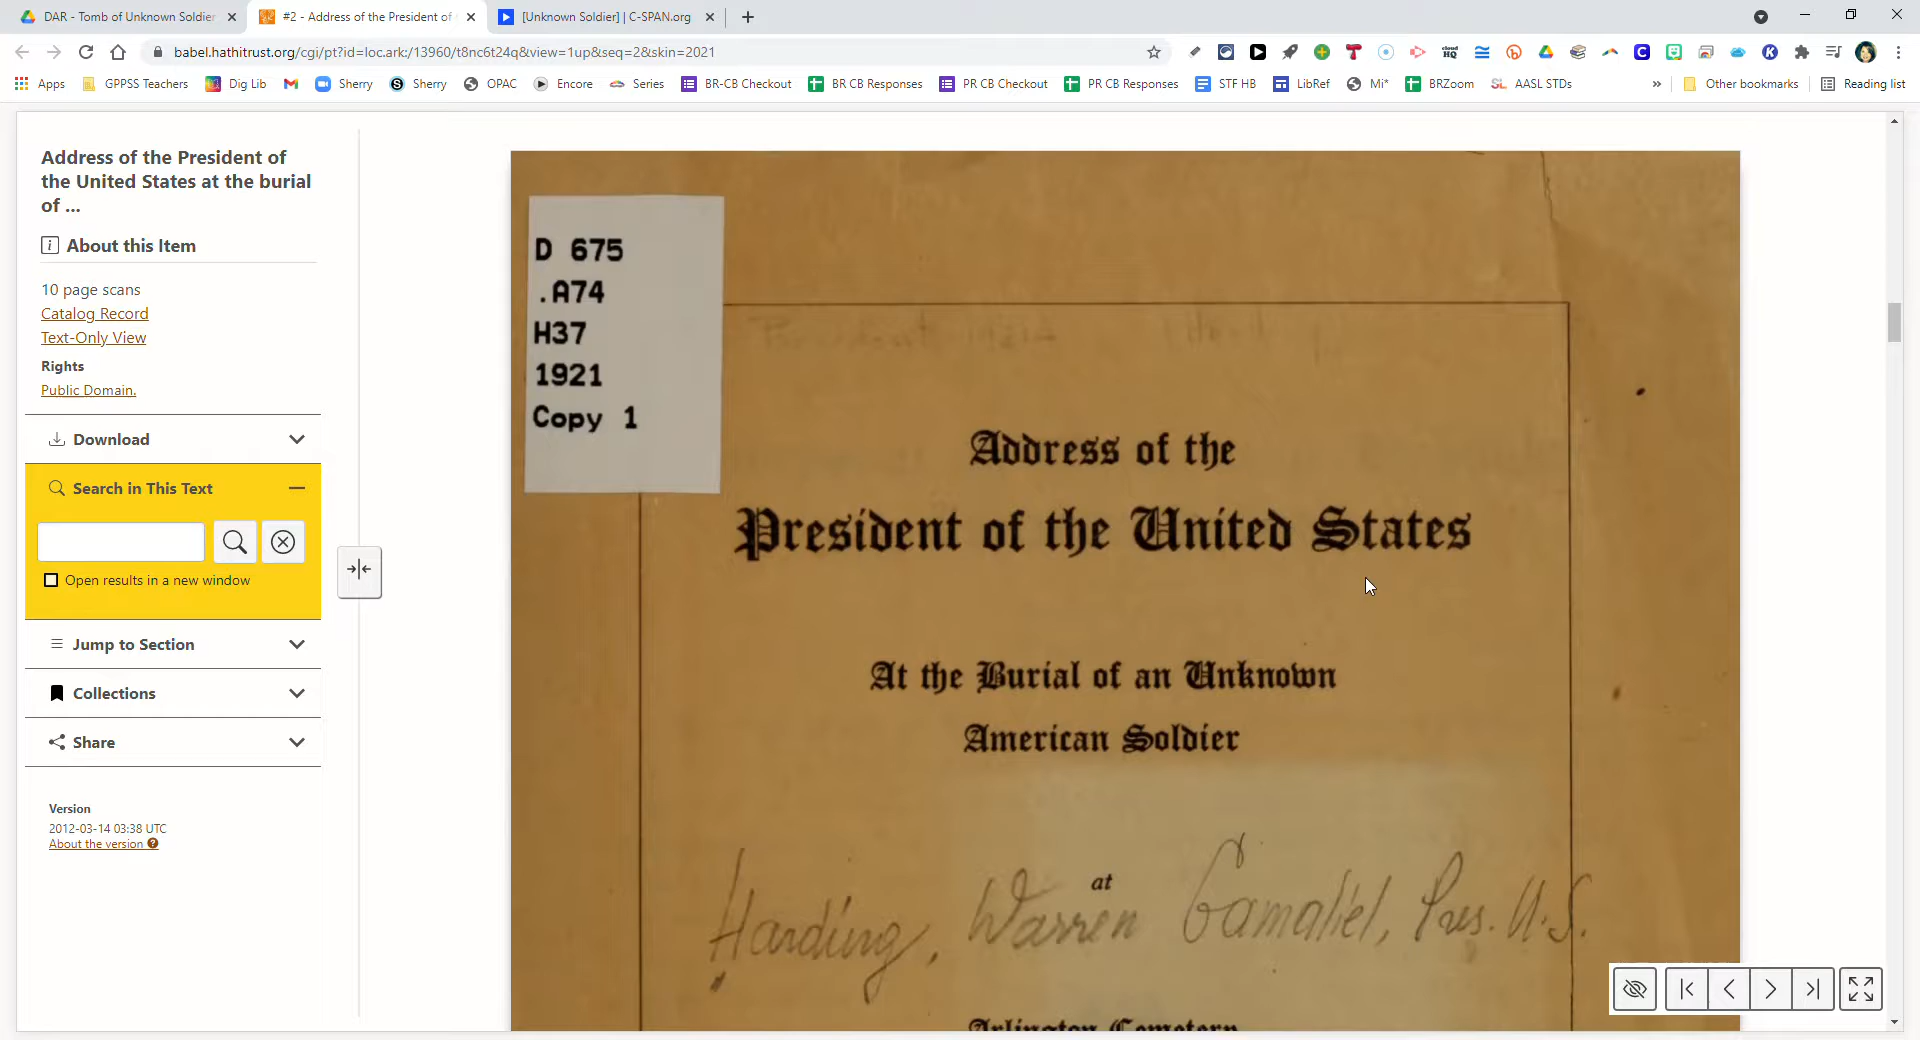 DAR - Tomb of Unknown Soldier
#2 - Address of the President of
[Unknown Soldier] | C-SPAN.org
babel.hathitrust.org/cgi/pt?id=loc.ark:/13960/t8nc6t24q&view=1up&seq=2&skin=2021
Apps
GPPSS Teachers
Dig Lib
Sherry
Sherry
OPAC
Encore
Series
BR-CB Checkout
BR CB Responses
PR CB Checkout
PR CB Responses
STF HB
LibRef
Mi*
BRZoom
SL AASL STDs
»
Other bookmarks
Reading list
Address of the President of
the United States at the burial
of ...
About this Item
10 page scans
Catalog Record
Text-Only View
Rights
Public Domain.
Download
Search in This Text
Open results in a new window
Jump to Section
Collections
Share
Version
2012-03-14 03:38 UTC
About the version
D 675
.A74
H37
1921
Copy 1
Address of the
President of the United States
At the Burial of an Unknown
American Soldier
at
Harding, Warren Gamaliel, Pres. U.S.
Arlington Cemetery